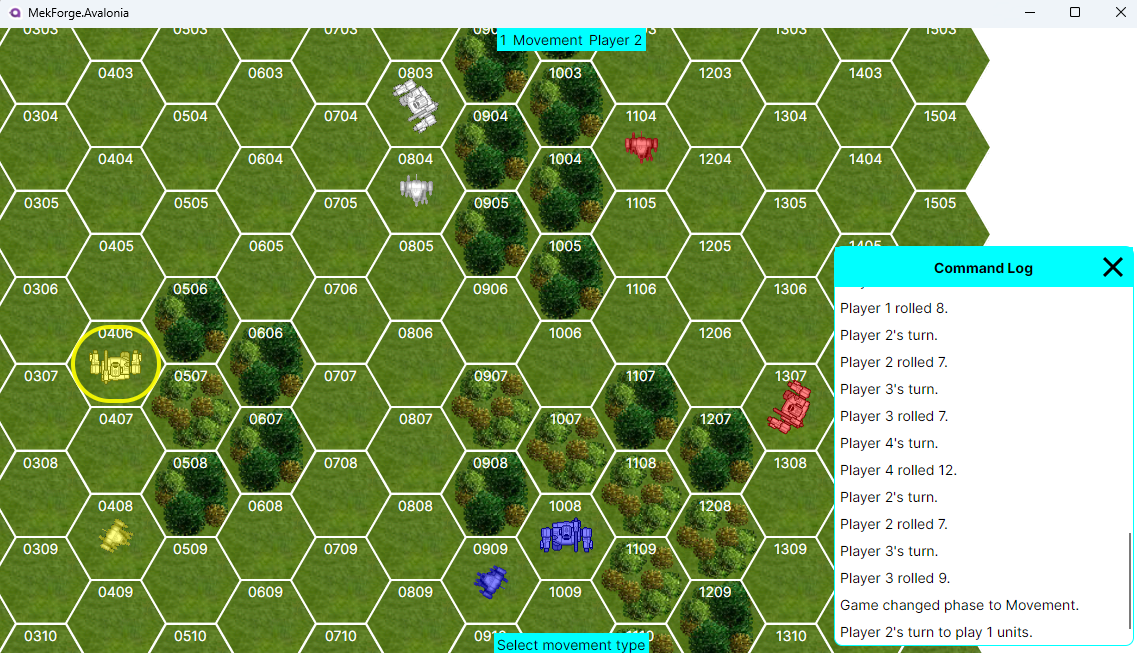 MekForge.Avalonia
0303 0503 0703 1303 1503
1 Movement Player 2
0403 0603 0803 1003 1203 1403
0304 0504 0704 0904 1104 1304 1504
0404 0604 0804 1004 1204 1404
0305 0505 0705 0905 1105 1305 1505
0405 0605 0805 1005 1205 1405
0306 0506 0706 0906 1106 1306
0406 0606 0806 1006 1206
0307 0507 0707 0907 1107 1307
0407 0607 0807 1007 1207
0308 0508 0708 0908 1108 1308
0408 0608 0808 1008 1208
0309 0509 0709 0909 1109 1309
0409 0609 0809 1009 1209
0310 0510 0710 0910 1110 1310
Select movement type
Command Log
Player 1 rolled 8.
Player 2's turn.
Player 2 rolled 7.
Player 3's turn.
Player 3 rolled 7.
Player 4's turn.
Player 4 rolled 12.
Player 2's turn.
Player 2 rolled 7.
Player 3's turn.
Player 3 rolled 9.
Game changed phase to Movement.
Player 2's turn to play 1 units.